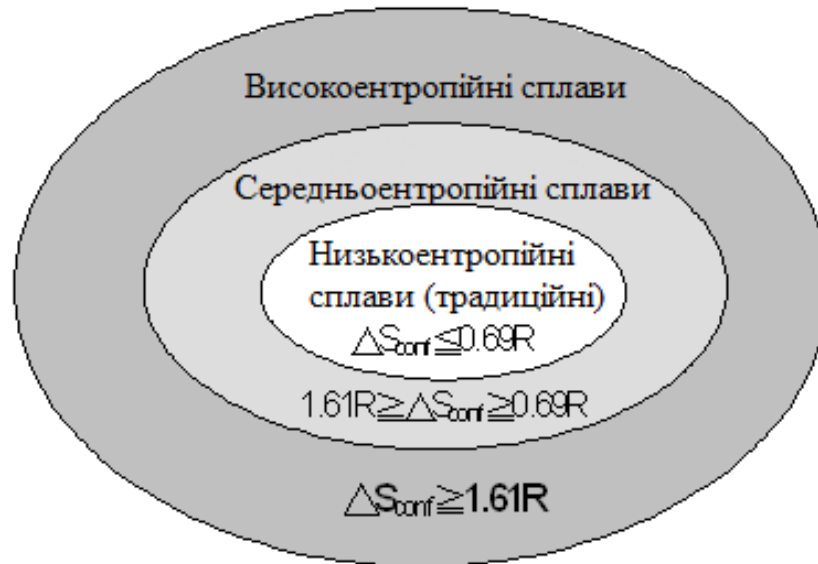 Високоентропійні сплави
Середньоентропійні сплави
Низькоентропійні
сплави (традиційні)
△Sconf≦0.69R
1.61R≧△Sconf≧0.69R
△Sconf≧1.61R